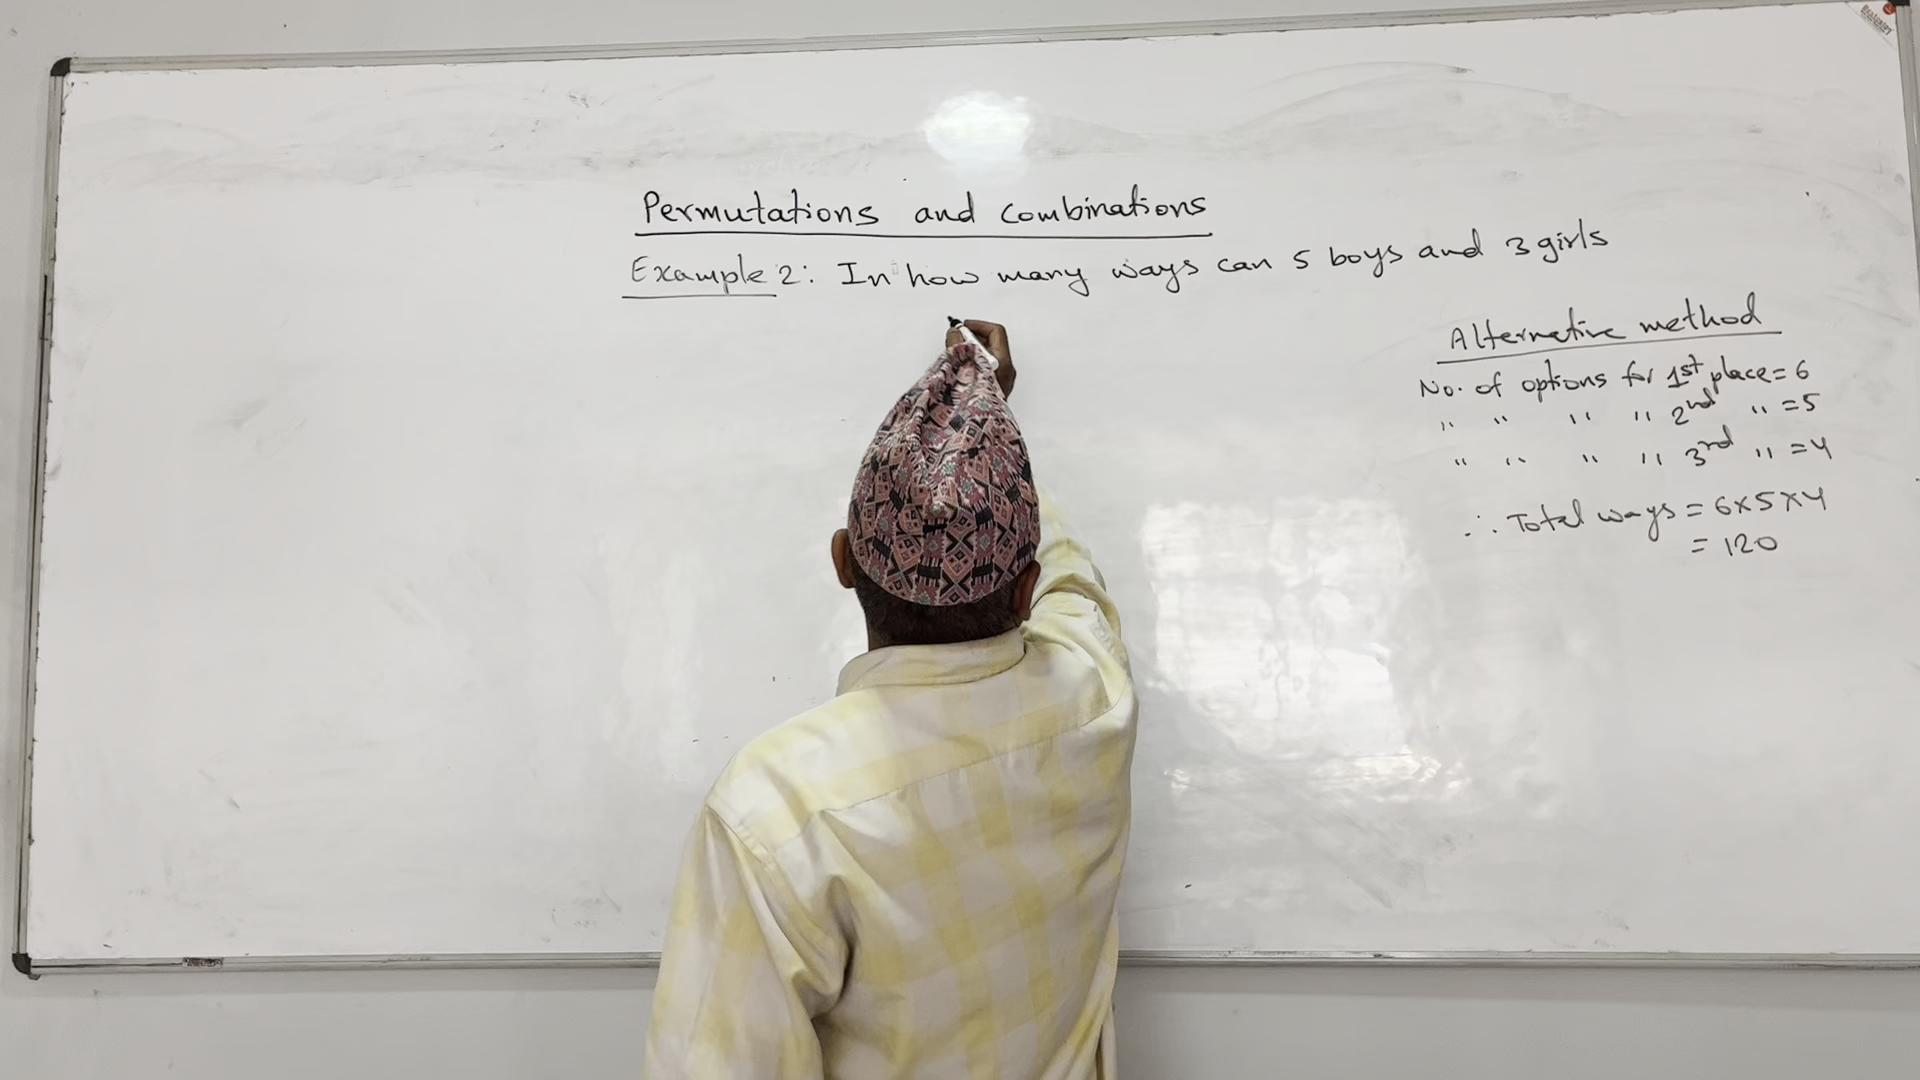 Permutations and Combinations
Example 2: In how many ways can 5 boys and 3 girls
Alternative method
No. of options for 1st place = 6
" " " " 2nd " = 5
" " " " 3rd " = 4
∴ Total ways = 6×5×4
= 120